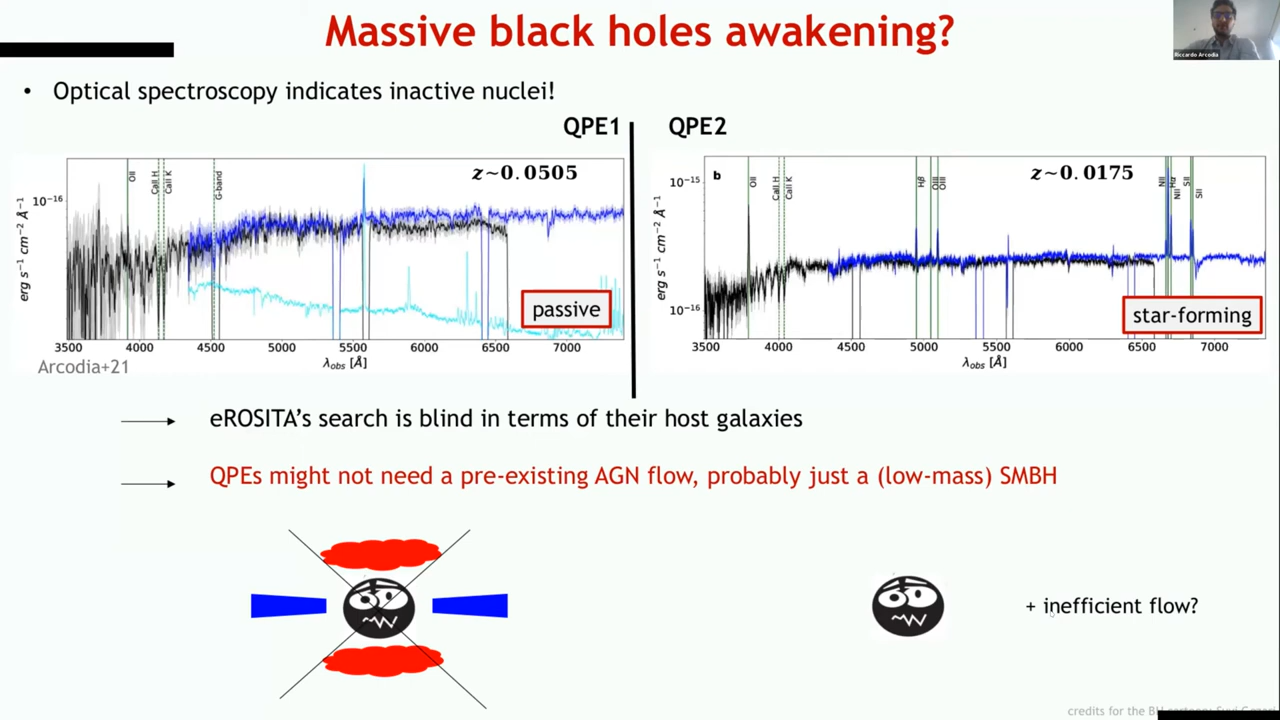 Massive black holes awakening?
Riccardo Arcodia
• Optical spectroscopy indicates inactive nuclei!
QPE1
QPE2
z~0.0505
OII
CaII H
CaII K
G-band
10⁻¹⁶
erg s⁻¹ cm⁻² Å⁻¹
passive
3500 4000 4500 5000 5500 6000 6500 7000
λobs [Å]
Arcodia+21
b
z~0.0175
OII
CaII H
CaII K
Hβ
OIII
OIII
NII
Hα
NII
SII
SII
10⁻¹⁵
10⁻¹⁶
erg s⁻¹ cm⁻² Å⁻¹
star-forming
3500 4000 4500 5000 5500 6000 6500 7000
λobs [Å]
eROSITA's search is blind in terms of their host galaxies
QPEs might not need a pre-existing AGN flow, probably just a (low-mass) SMBH
+ inefficient flow?
credits for the